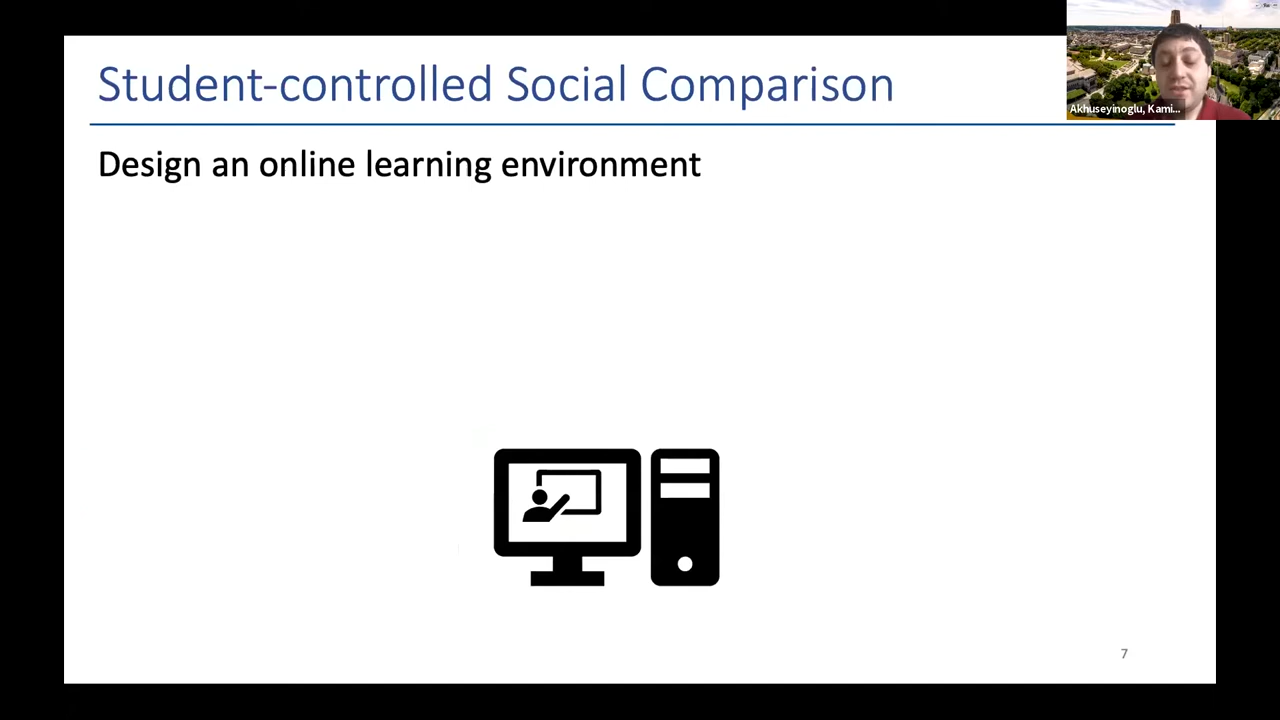 Student-controlled Social Comparison
Akhuseyinoglu, Kami...
Design an online learning environment
7